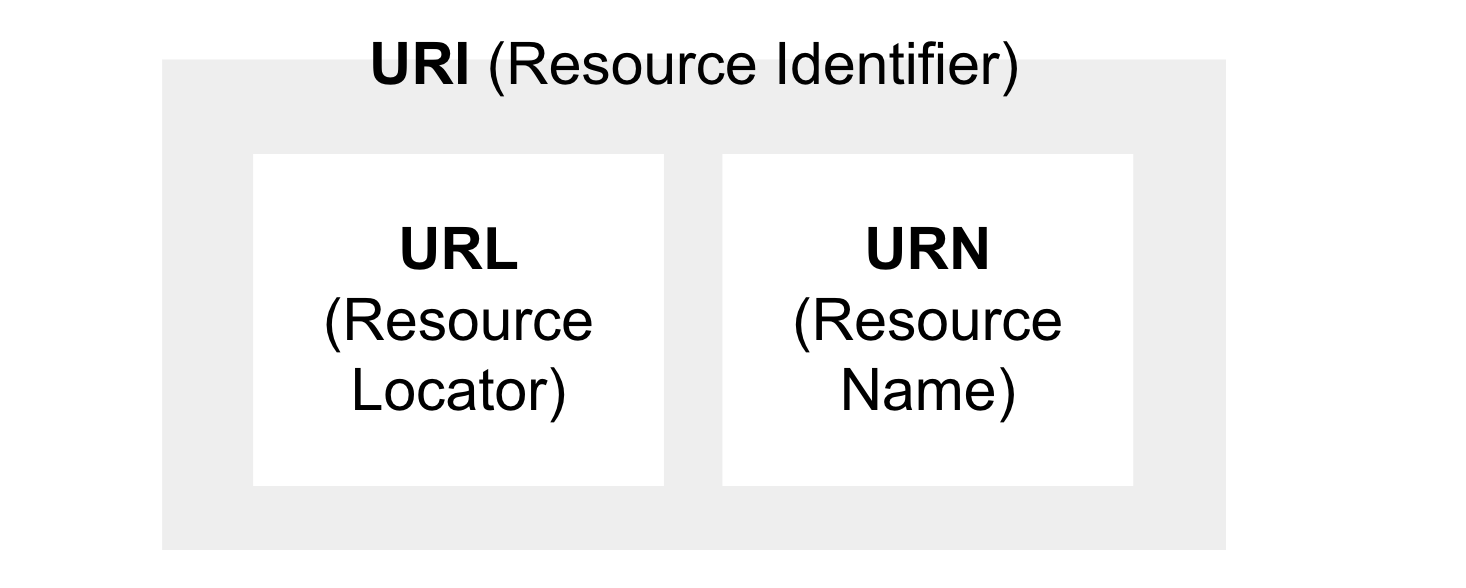 URI (Resource Identifier)
URL
(Resource
Locator)
URN
(Resource
Name)